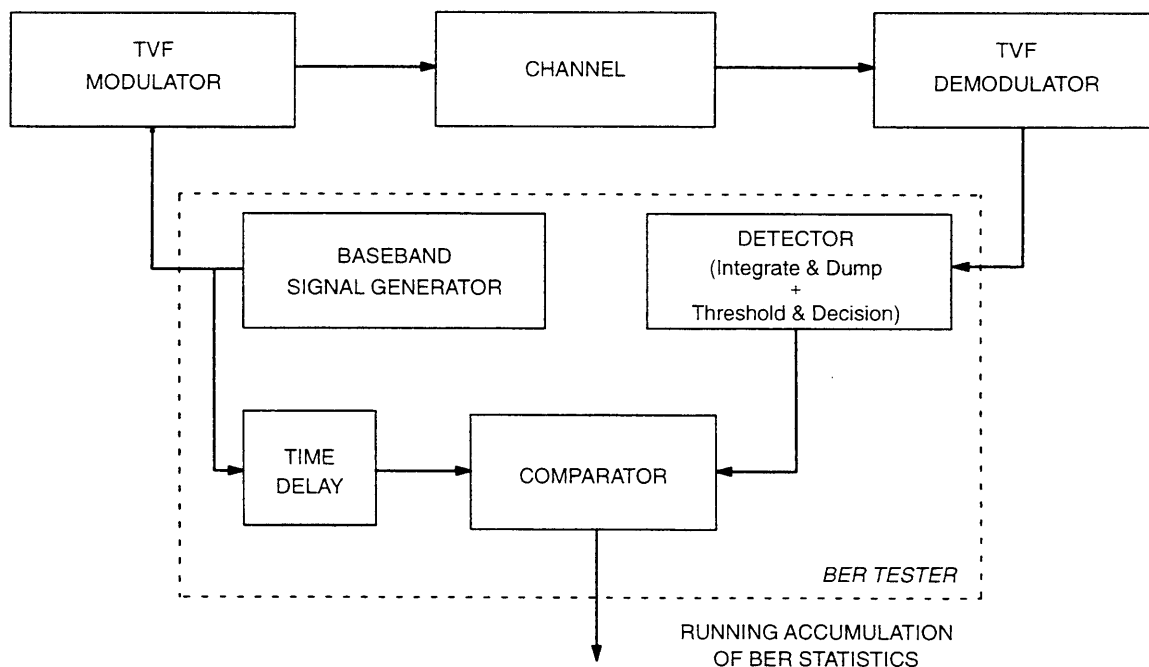 TVF
MODULATOR
CHANNEL
TVF
DEMODULATOR
BASEBAND
SIGNAL GENERATOR
DETECTOR
(Integrate & Dump
+
Threshold & Decision)
TIME
DELAY
COMPARATOR
BER TESTER
RUNNING ACCUMULATION
OF BER STATISTICS